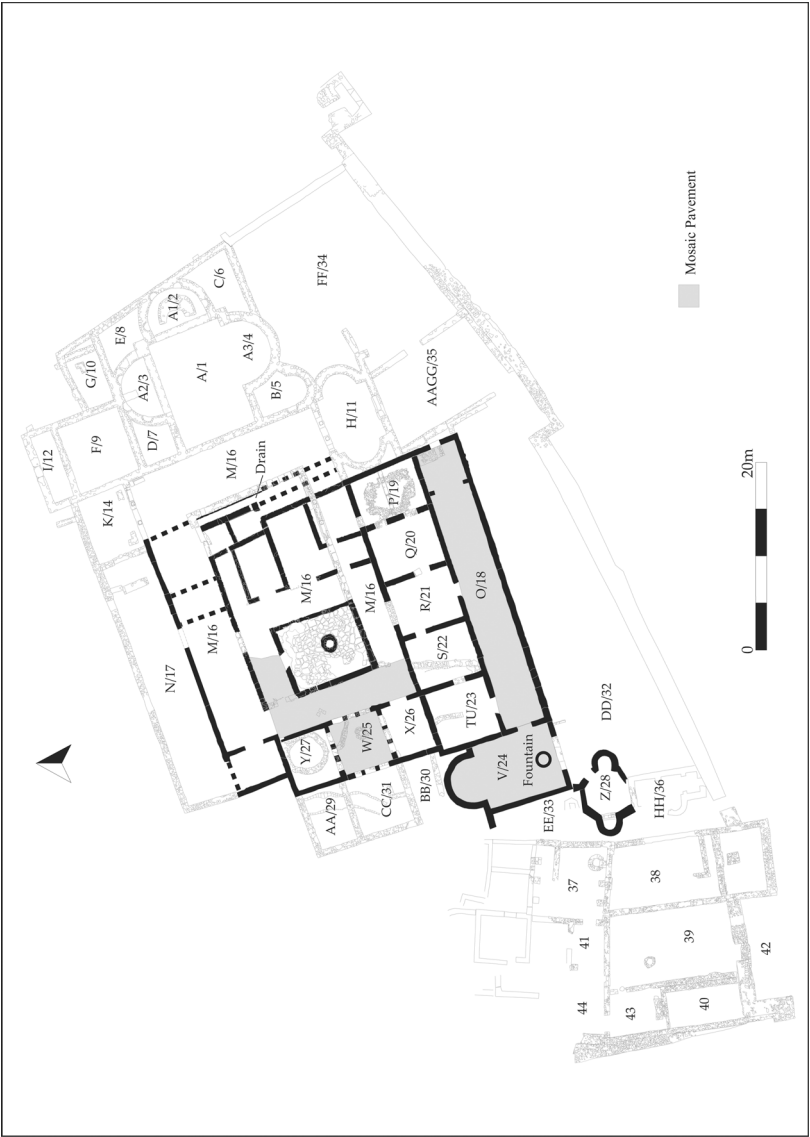 I/12
G/10
E/8
A1/2
C/6
F/9
A2/3
D/7
A/1
A3/4
B/5
FF/34
K/14
M/16
Drain
H/11
AAGG/35
N/17
M/16
M/16
M/16
P/19
Q/20
R/21
S/22
O/18
Y/27
W/25
X/26
TU/23
AA/29
CC/31
BB/30
V/24
Fountain
EE/33
Z/28
DD/32
HH/36
37
38
41
39
44
43
40
42
Mosaic Pavement
0
20m